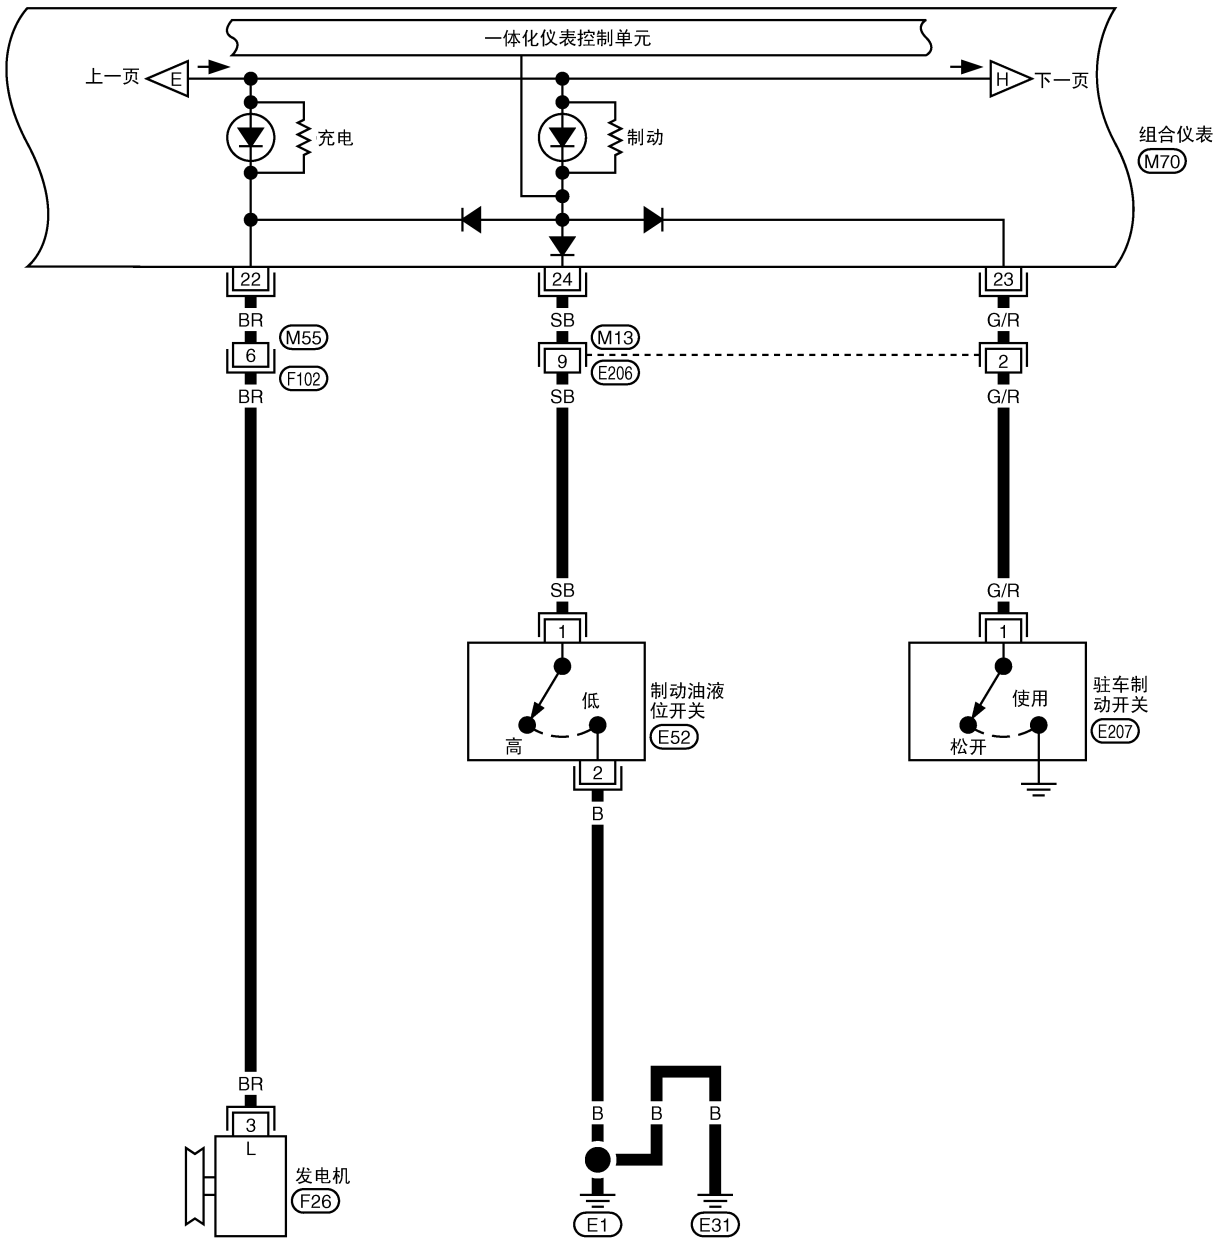 一体化仪表控制单元
上一页
E
H
下一页
充电
制动
组合仪表
M70
22
24
23
BR
SB
G/R
M55
M13
6
9
2
F102
E206
BR
SB
G/R
SB
G/R
1
1
低
高
制动油液
位开关
E52
使用
松开
驻车制
动开关
E207
2
B
BR
B
B
B
3
L
发电机
F26
E1
E31